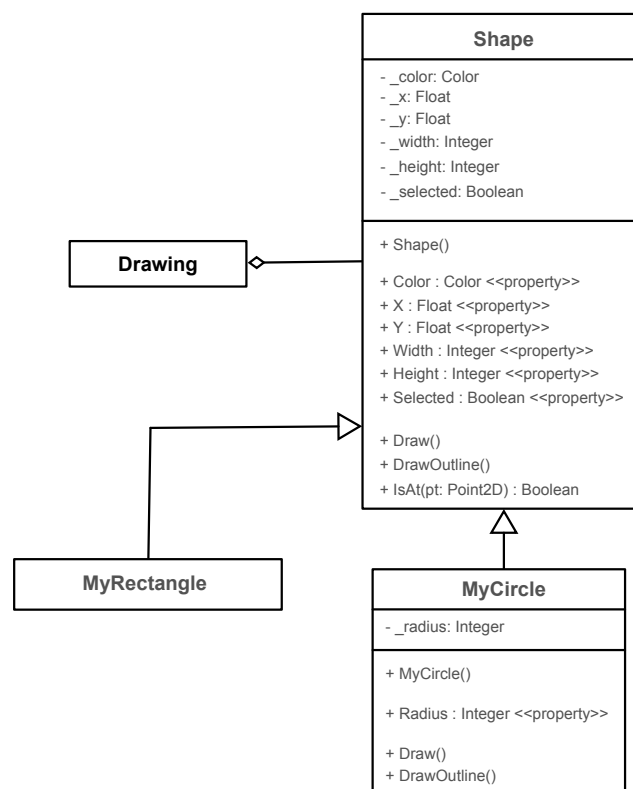 Shape
- _color: Color
- _x: Float
- _y: Float
- _width: Integer
- _height: Integer
- _selected: Boolean
+ Shape()
+ Color : Color <<property>>
+ X : Float <<property>>
+ Y : Float <<property>>
+ Width : Integer <<property>>
+ Height : Integer <<property>>
+ Selected : Boolean <<property>>
+ Draw()
+ DrawOutline()
+ IsAt(pt: Point2D) : Boolean
Drawing
MyRectangle
MyCircle
- _radius: Integer
+ MyCircle()
+ Radius : Integer <<property>>
+ Draw()
+ DrawOutline()